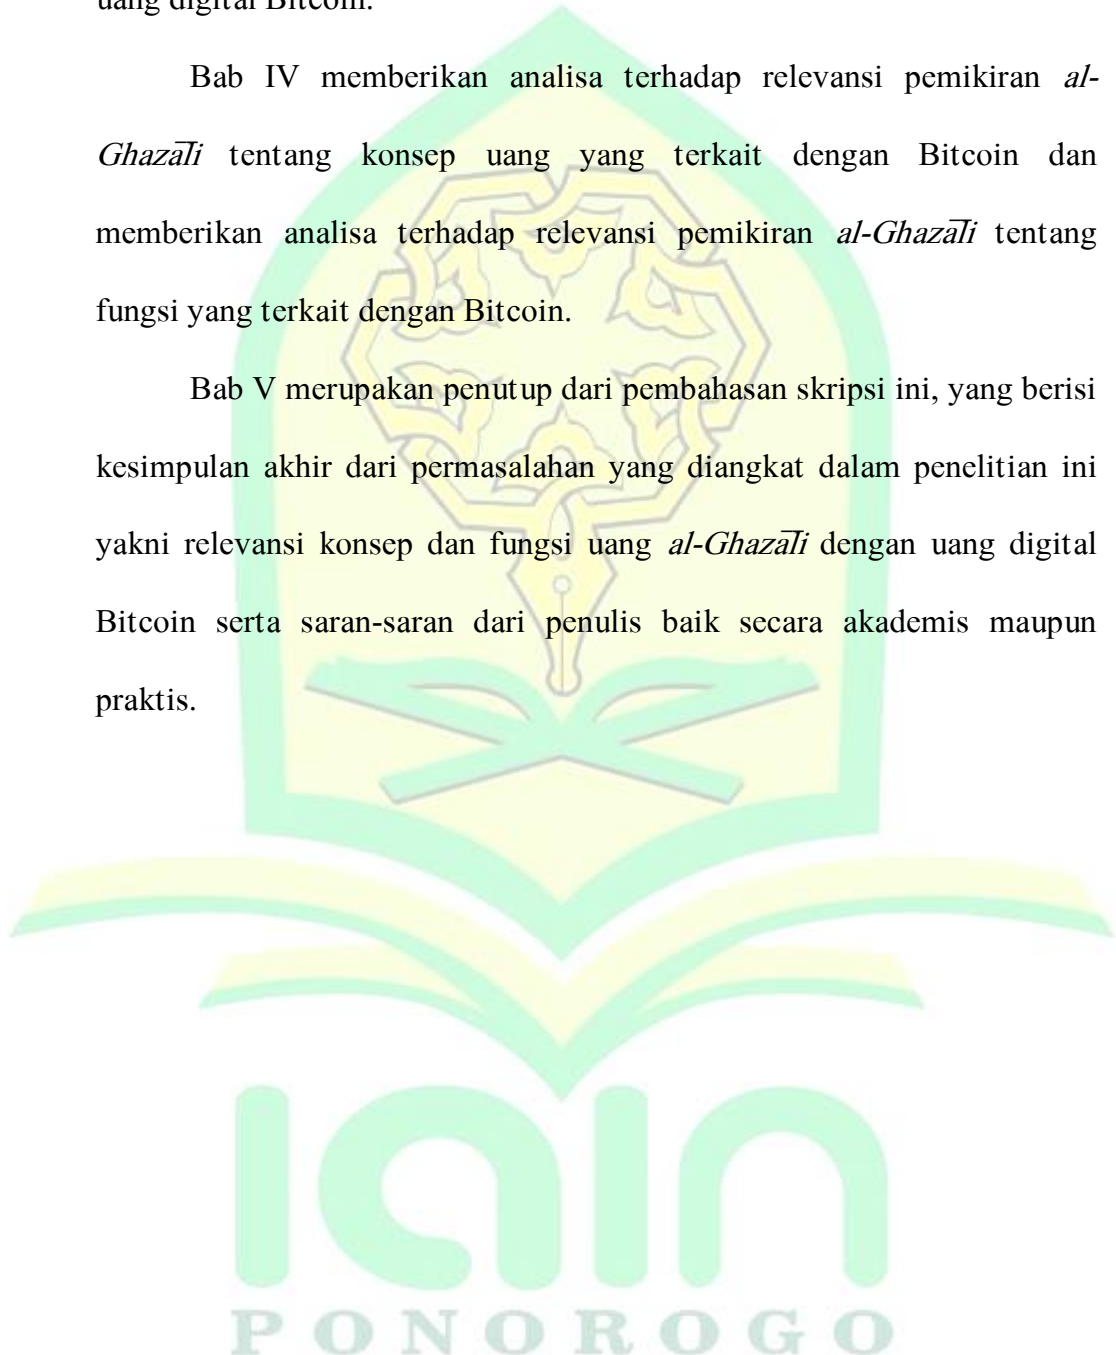 uang digital Bitcoin.
Bab IV memberikan analisa terhadap relevansi pemikiran al-
Ghazāli tentang konsep uang yang terkait dengan Bitcoin dan
memberikan analisa terhadap relevansi pemikiran al-Ghazāli tentang
fungsi yang terkait dengan Bitcoin.
Bab V merupakan penutup dari pembahasan skripsi ini, yang berisi
kesimpulan akhir dari permasalahan yang diangkat dalam penelitian ini
yakni relevansi konsep dan fungsi uang al-Ghazāli dengan uang digital
Bitcoin serta saran-saran dari penulis baik secara akademis maupun
praktis.
iain
PONOROGO